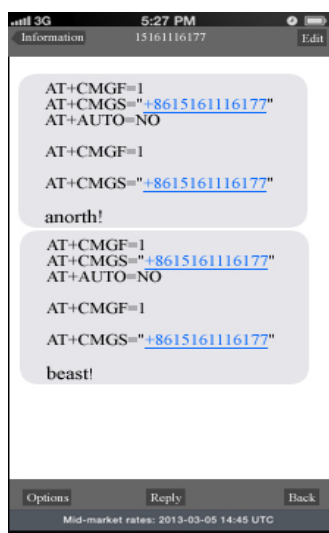 3G 5:27 PM
Information 15161116177 Edit
AT+CMGF=1
AT+CMGS="+8615161116177"
AT+AUTO=NO
AT+CMGF=1
AT+CMGS="+8615161116177"
anorth!
AT+CMGF=1
AT+CMGS="+8615161116177"
AT+AUTO=NO
AT+CMGF=1
AT+CMGS="+8615161116177"
beast!
Options Reply Back
Mid-market rates: 2013-03-05 14:45 UTC